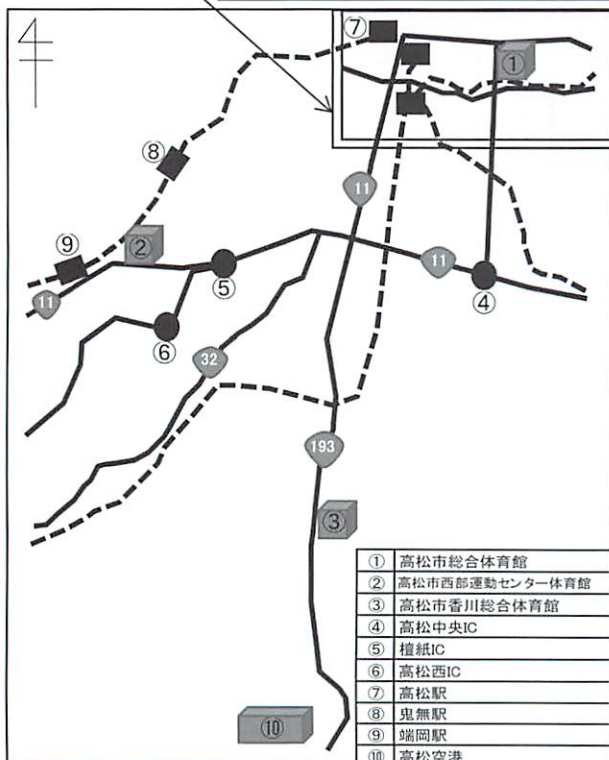 ⑦
①
11
⑧
②
⑨
⑤
11
④
11
⑥
32
193
③
⑩
① 高松市総合体育館
② 高松市西部運動センター体育館
③ 高松市香川総合体育館
④ 高松中央IC
⑤ 檀紙IC
⑥ 高松西IC
⑦ 高松駅
⑧ 鬼無駅
⑨ 端岡駅
⑩ 高松空港